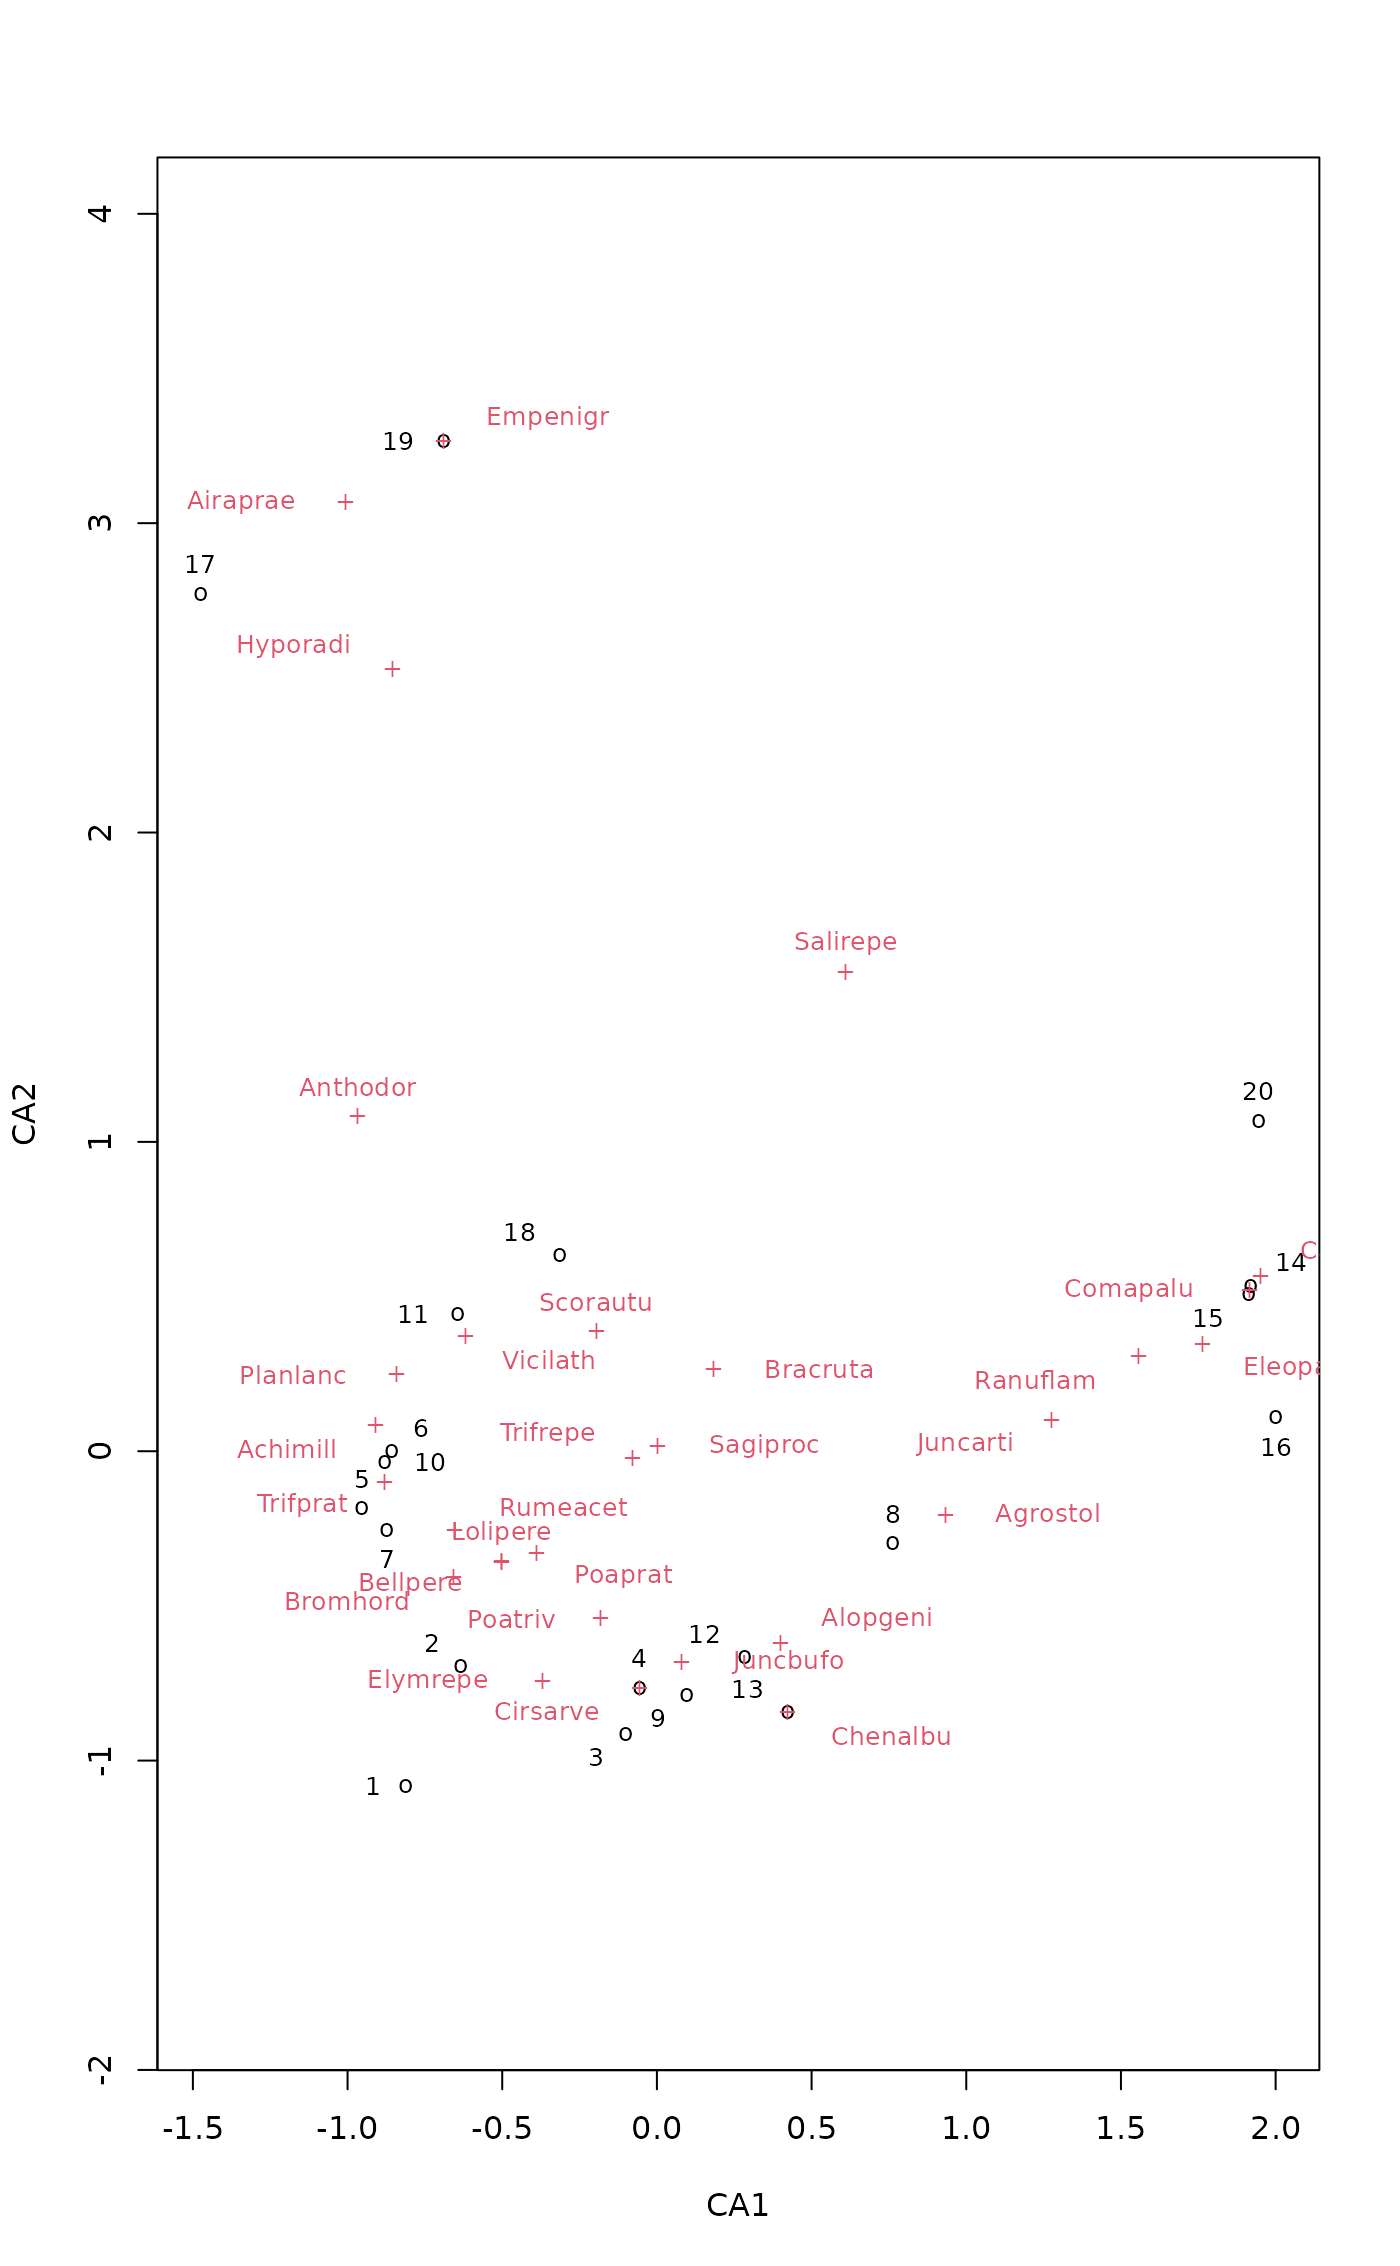 4
Empenigr
19
Airaprae
3
17
Hyporadi
2
Salirepe
Anthodor
20
CA2
1
18
C
14
Comapalu
Scorautu
11
15
Vicilath
Eleopa
Planlanc
Bracruta
Ranuflam
6
Trifrepe
Achimill
0
10
Sagiproc
Juncarti
16
5
Trifprat
Rumeacet
8
Agrostol
Lolipere
7
Bellpere
Poaprat
Bromhord
Poatriv
Alopgeni
2
12
4
Juncbufo
Elymrepe
13
Cirsarve
9
Chenalbu
3
-1
1
-2
-1.5 -1.0 -0.5 0.0 0.5 1.0 1.5 2.0
CA1